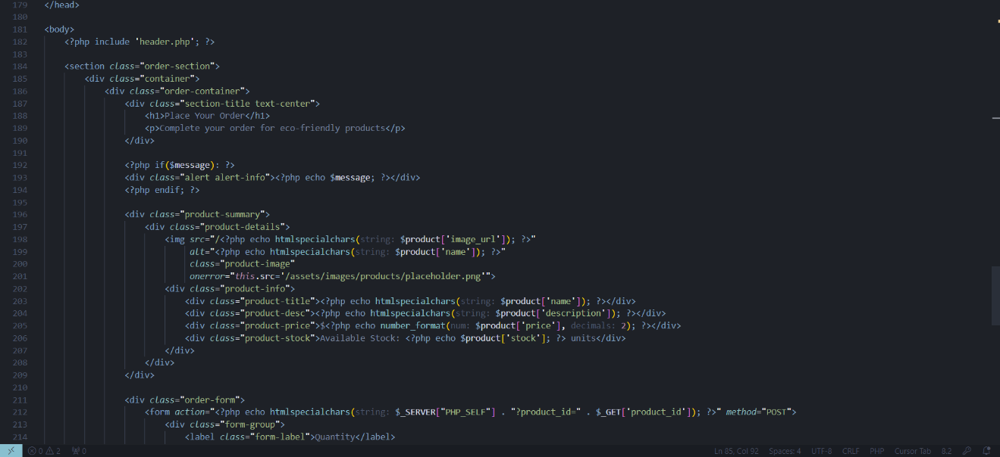 179 </head>
180
181 <body>
182 <?php include 'header.php'; ?>
183
184 <section class="order-section">
185 <div class="container">
186 <div class="order-container">
187 <div class="section-title text-center">
188 <h1>Place Your Order</h1>
189 <p>Complete your order for eco-friendly products</p>
190 </div>
191
192 <?php if($message): ?>
193 <div class="alert alert-info"><?php echo $message; ?></div>
194 <?php endif; ?>
195
196 <div class="product-summary">
197 <div class="product-details">
198 <img src="/<?php echo htmlspecialchars(string: $product['image_url']); ?>"
199 alt="<?php echo htmlspecialchars(string: $product['name']); ?>"
200 class="product-image"
201 onerror="this.src='/assets/images/products/placeholder.png'">
202 <div class="product-info">
203 <div class="product-title"><?php echo htmlspecialchars(string: $product['name']); ?></div>
204 <div class="product-desc"><?php echo htmlspecialchars(string: $product['description']); ?></div>
205 <div class="product-price">$<?php echo number_format(num: $product['price'], decimals: 2); ?></div>
206 <div class="product-stock">Available Stock: <?php echo $product['stock']; ?> units</div>
207 </div>
208 </div>
209 </div>
210
211 <div class="order-form">
212 <form action="<?php echo htmlspecialchars(string: $_SERVER["PHP_SELF"] . "?product_id=" . $_GET['product_id']); ?>" method="POST">
213 <div class="form-group">
214 <label class="form-label">Quantity</label>
0 2 0 Ln 85, Col 92 Spaces: 4 UTF-8 CRLF PHP Cursor Tab 8.2